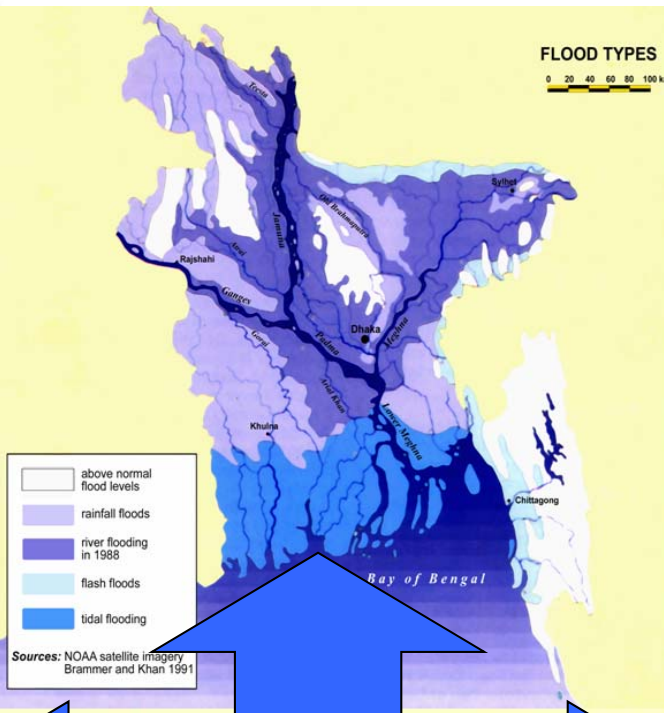 FLOOD TYPES
0 20 40 60 80 100 k
Teesta
Sylhet
Old Brahmaputra
Jamuna
Atrai
Rajshahi
Ganges
Dhaka
Meghna
Padma
Gorai
Arial Khan
Lower Meghna
Khulna
Chittagong
Bay of Bengal
above normal
flood levels
rainfall floods
river flooding
in 1988
flash floods
tidal flooding
Sources: NOAA satellite imagery
Brammer and Khan 1991